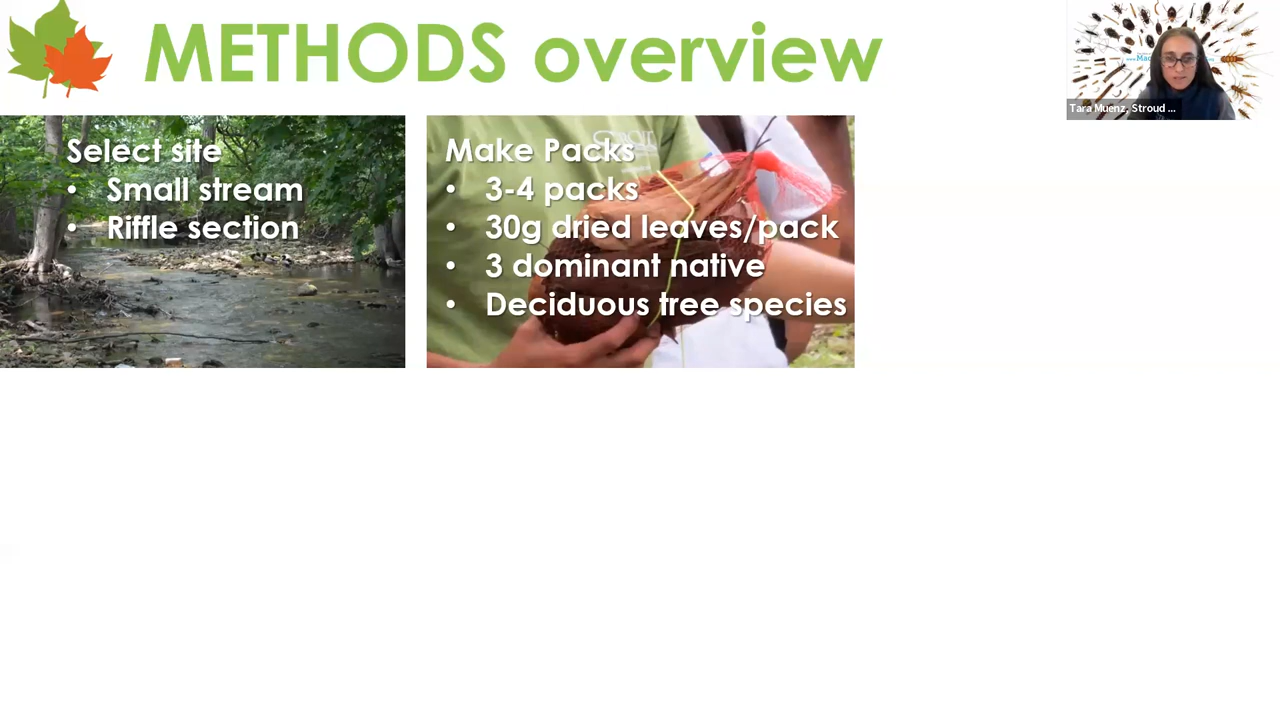 METHODS overview
Select site
• Small stream
• Riffle section
Make Packs
• 3-4 packs
• 30g dried leaves/pack
• 3 dominant native
• Deciduous tree species
Tara Muenz, Stroud ...